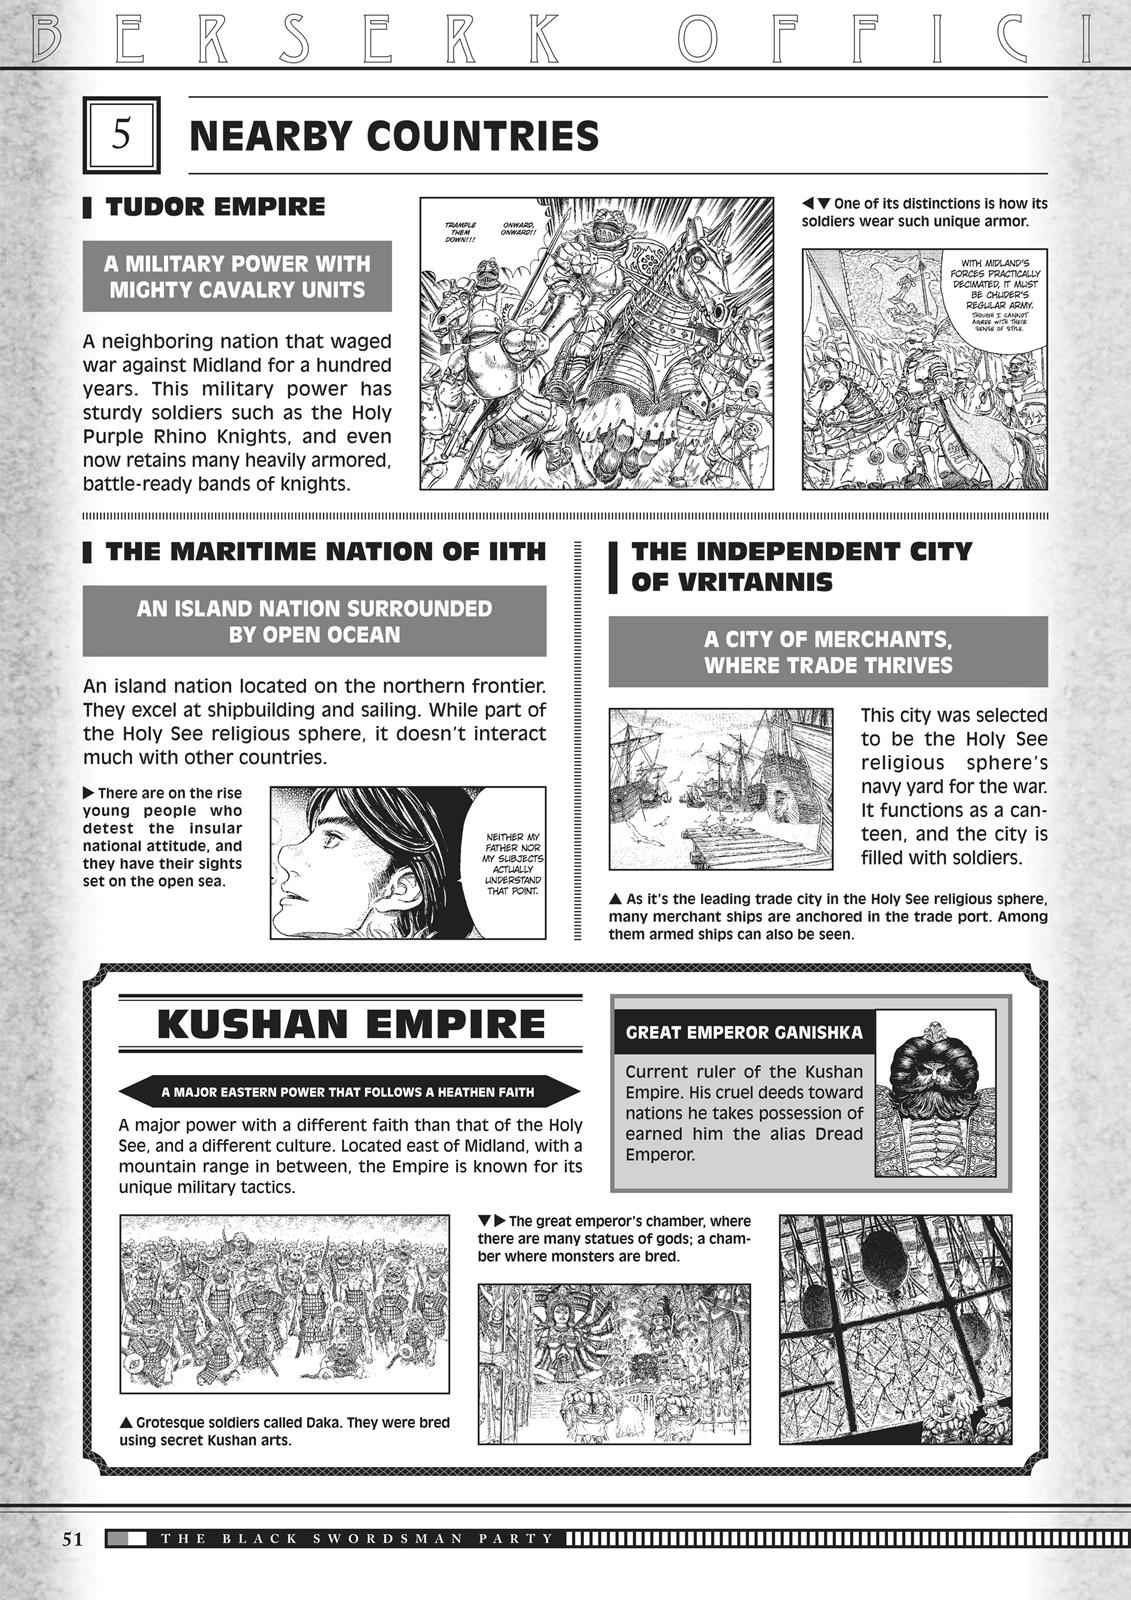 BERSERK OFFICI
5
NEARBY COUNTRIES
TUDOR EMPIRE
A MILITARY POWER WITH
MIGHTY CAVALRY UNITS
A neighboring nation that waged
war against Midland for a hundred
years. This military power has
sturdy soldiers such as the Holy
Purple Rhino Knights, and even
now retains many heavily armored,
battle-ready bands of knights.
TRAMPLE
THEM
DOWN!!!
ONWARD,
ONWARD!!
◀▼ One of its distinctions is how its
soldiers wear such unique armor.
WITH MIDLAND'S
FORCES PRACTICALLY
DECIMATED, IT MUST
BE CHUDER'S
REGULAR ARMY.
THOUGH I CANNOT
AGREE WITH THEIR
SENSE OF STYLE.
THE MARITIME NATION OF IITH
AN ISLAND NATION SURROUNDED
BY OPEN OCEAN
An island nation located on the northern frontier.
They excel at shipbuilding and sailing. While part of
the Holy See religious sphere, it doesn't interact
much with other countries.
▶ There are on the rise
young people who
detest the insular
national attitude, and
they have their sights
set on the open sea.
NEITHER MY
FATHER NOR
MY SUBJECTS
ACTUALLY
UNDERSTAND
THAT POINT.
THE INDEPENDENT CITY
OF VRITANNIS
A CITY OF MERCHANTS,
WHERE TRADE THRIVES
This city was selected
to be the Holy See
religious sphere's
navy yard for the war.
It functions as a can-
teen, and the city is
filled with soldiers.
▲ As it's the leading trade city in the Holy See religious sphere,
many merchant ships are anchored in the trade port. Among
them armed ships can also be seen.
KUSHAN EMPIRE
A MAJOR EASTERN POWER THAT FOLLOWS A HEATHEN FAITH
A major power with a different faith than that of the Holy
See, and a different culture. Located east of Midland, with a
mountain range in between, the Empire is known for its
unique military tactics.
GREAT EMPEROR GANISHKA
Current ruler of the Kushan
Empire. His cruel deeds toward
nations he takes possession of
earned him the alias Dread
Emperor.
▲ Grotesque soldiers called Daka. They were bred
using secret Kushan arts.
▼▶ The great emperor's chamber, where
there are many statues of gods; a cham-
ber where monsters are bred.
51
THE BLACK SWORDSMAN PARTY